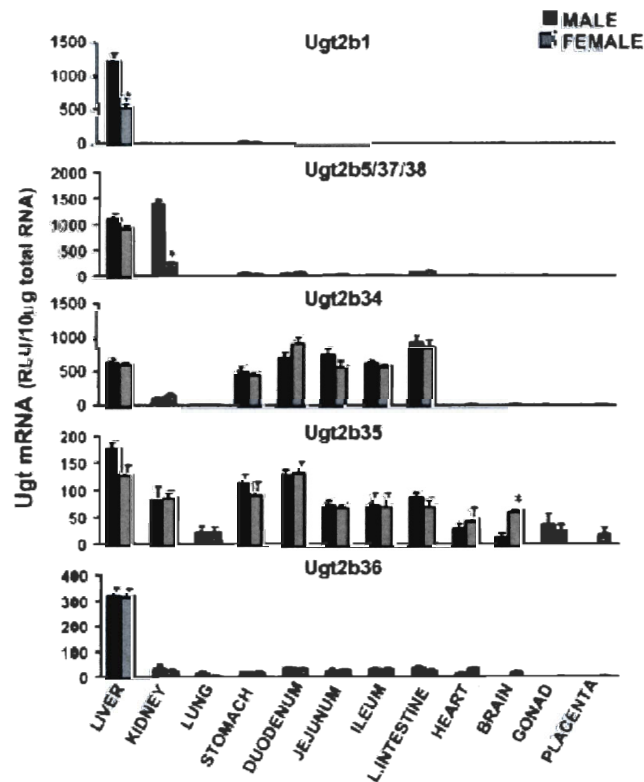 MALE
FEMALE
Ugt2b1
1500
1000
500
0
Ugt2b5/37/38
2000
1500
1000
500
0
Ugt2b34
1500
1000
500
0
Ugt2b35
200
150
100
50
0
Ugt2b36
400
300
200
100
0
Ugt mRNA (RLU/10µg total RNA)
LIVER
KIDNEY
LUNG
STOMACH
DUODENUM
JEJUNUM
ILEUM
L.INTESTINE
HEART
BRAIN
GONAD
PLACENTA